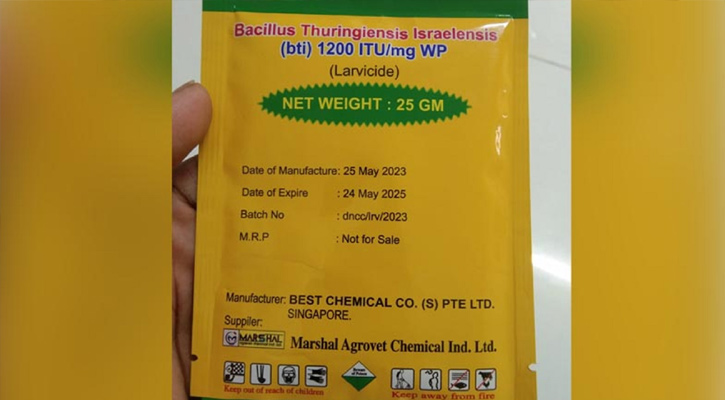 Bacillus Thuringiensis Israelensis
(bti) 1200 ITU/mg WP
(Larvicide)
NET WEIGHT : 25 GM
Date of Manufacture: 25 May 2023
Date of Expire : 24 May 2025
Batch No : dncc/lrv/2023
M.R.P : Not for Sale
Manufacturer: BEST CHEMICAL CO. (S) PTE LTD.
SINGAPORE.
Suppiler:
MARSHAL Marshal Agrovet Chemical Ind. Ltd.
Keep out of reach of children
Keep away from fire